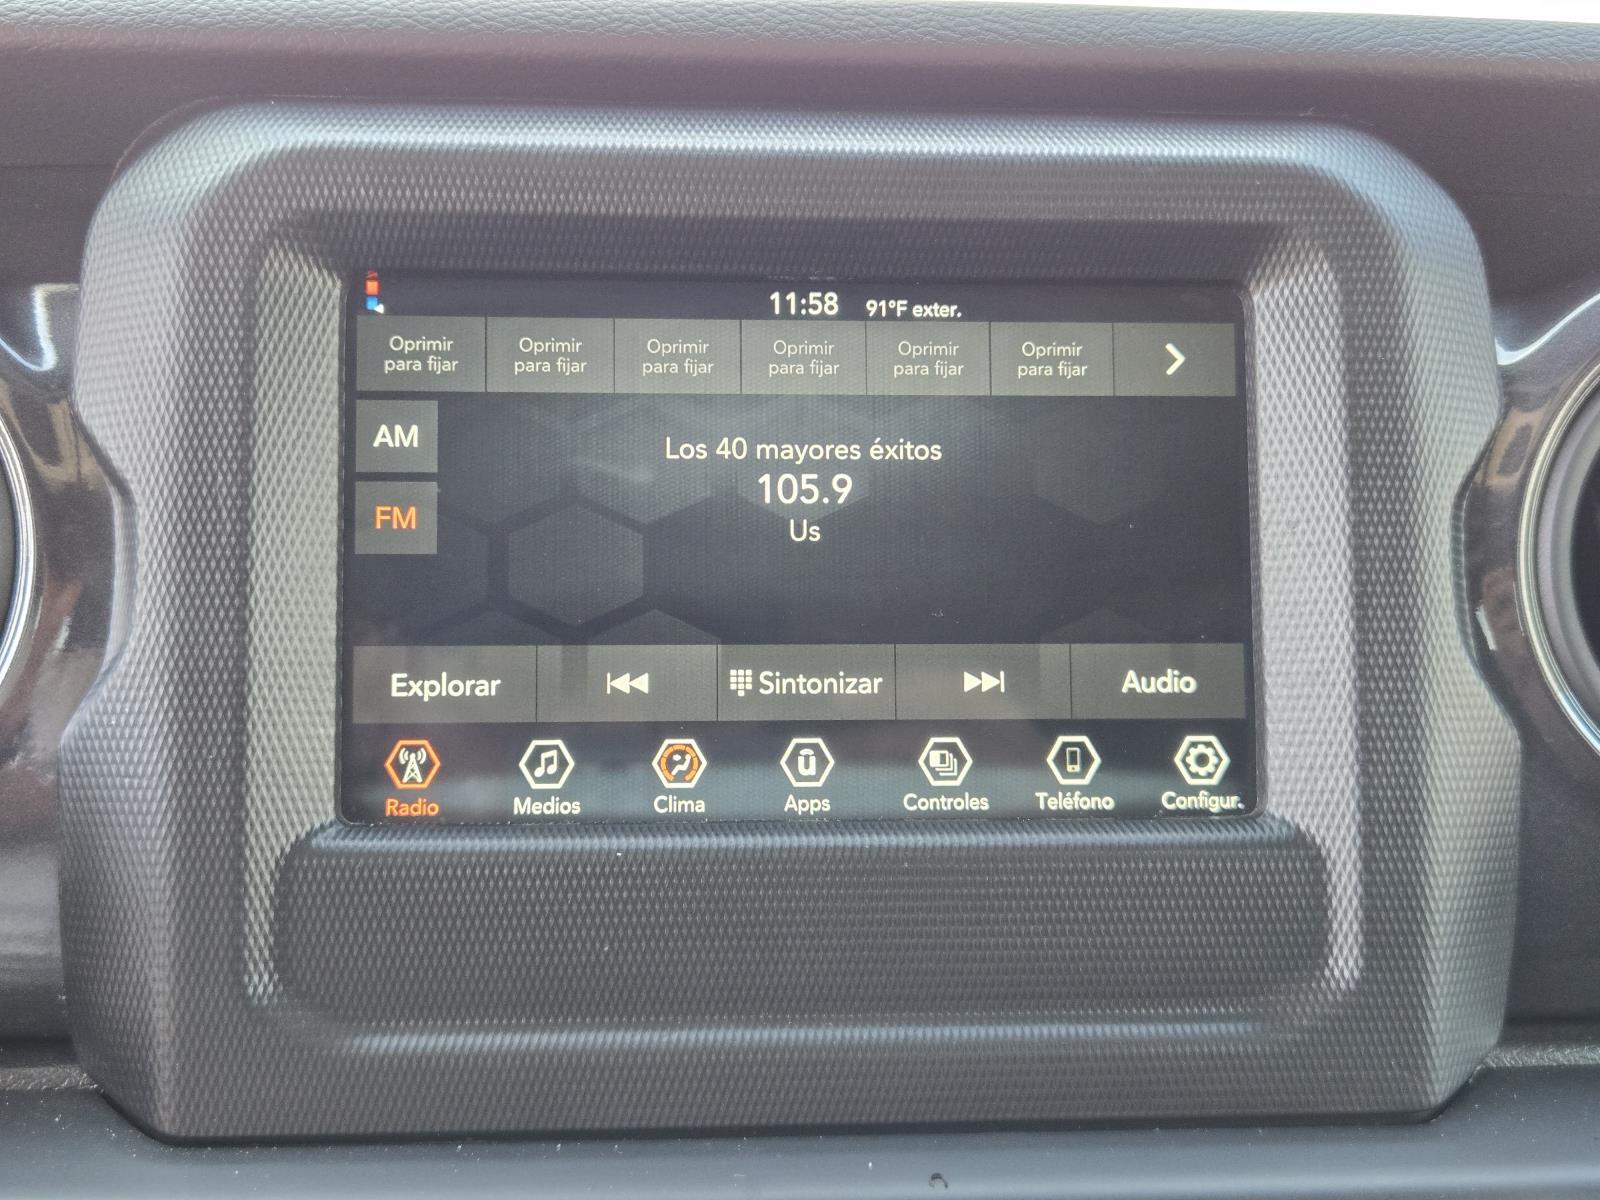 11:58 91°F exter.
Oprimir para fijar
Oprimir para fijar
Oprimir para fijar
Oprimir para fijar
Oprimir para fijar
Oprimir para fijar
AM
Los 40 mayores éxitos
105.9
FM
Us
Explorar Sintonizar Audio
Radio Medios Clima Apps Controles Teléfono Configur.